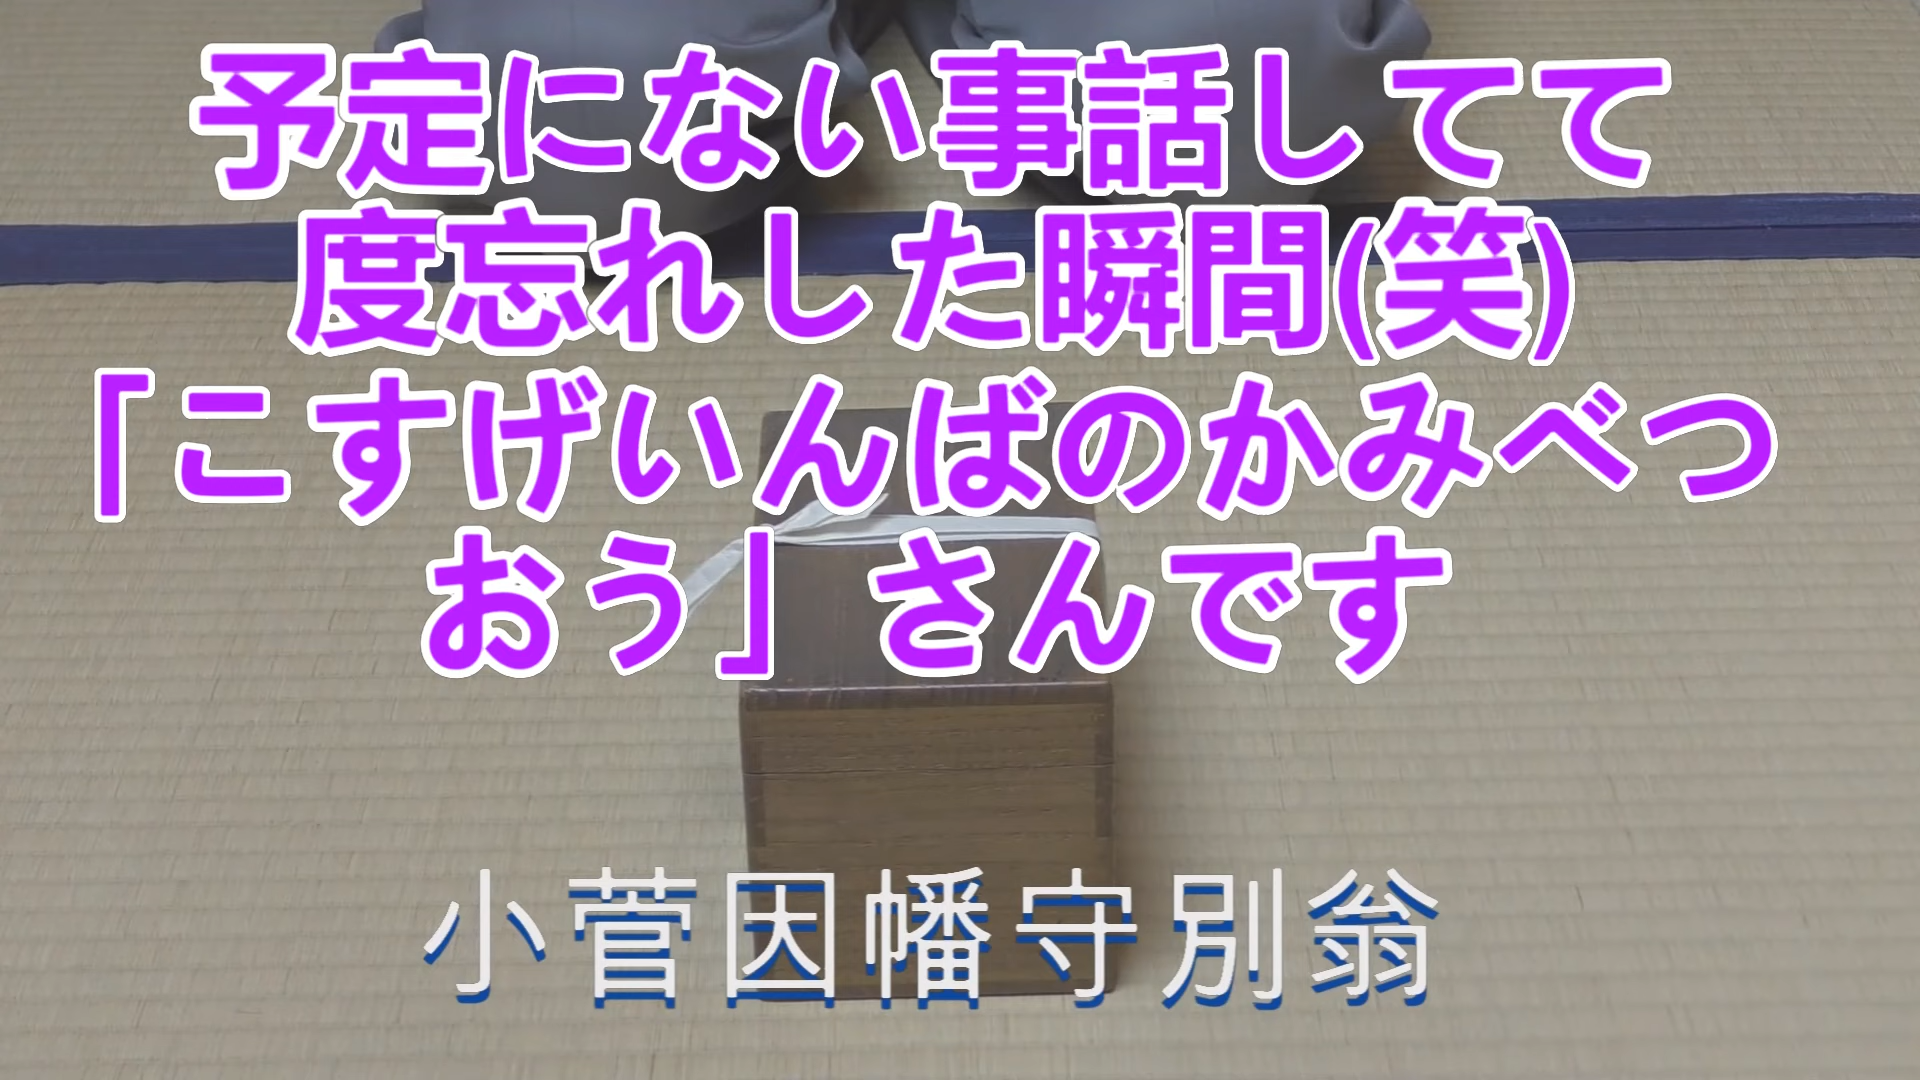 予定にない事話してて
度忘れした瞬間(笑)
「こすげいんばのかみべつ
おう」さんです
小菅因幡守別翁